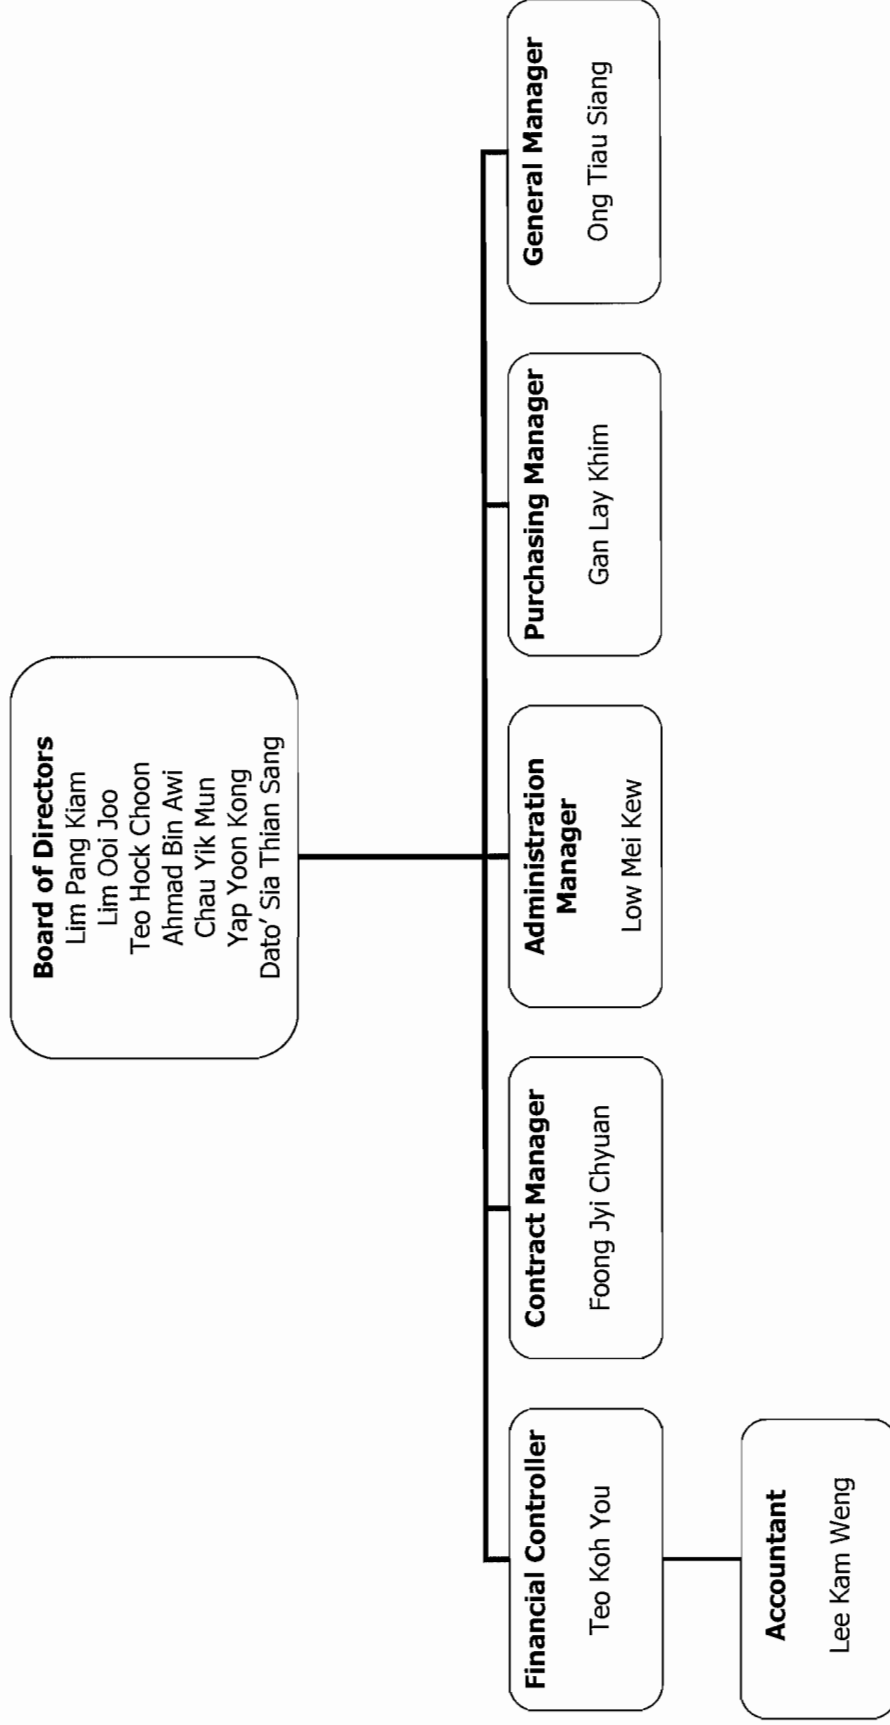 Board of Directors
Lim Pang Kiam
Lim Ooi Joo
Teo Hock Choon
Ahmad Bin Awi
Chau Yik Mun
Yap Yoon Kong
Dato’ Sia Thian Sang
Financial Controller
Teo Koh You
Contract Manager
Foong Jyi Chyuan
Administration
Manager
Low Mei Kew
Purchasing Manager
Gan Lay Khim
General Manager
Ong Tiau Siang
Accountant
Lee Kam Weng